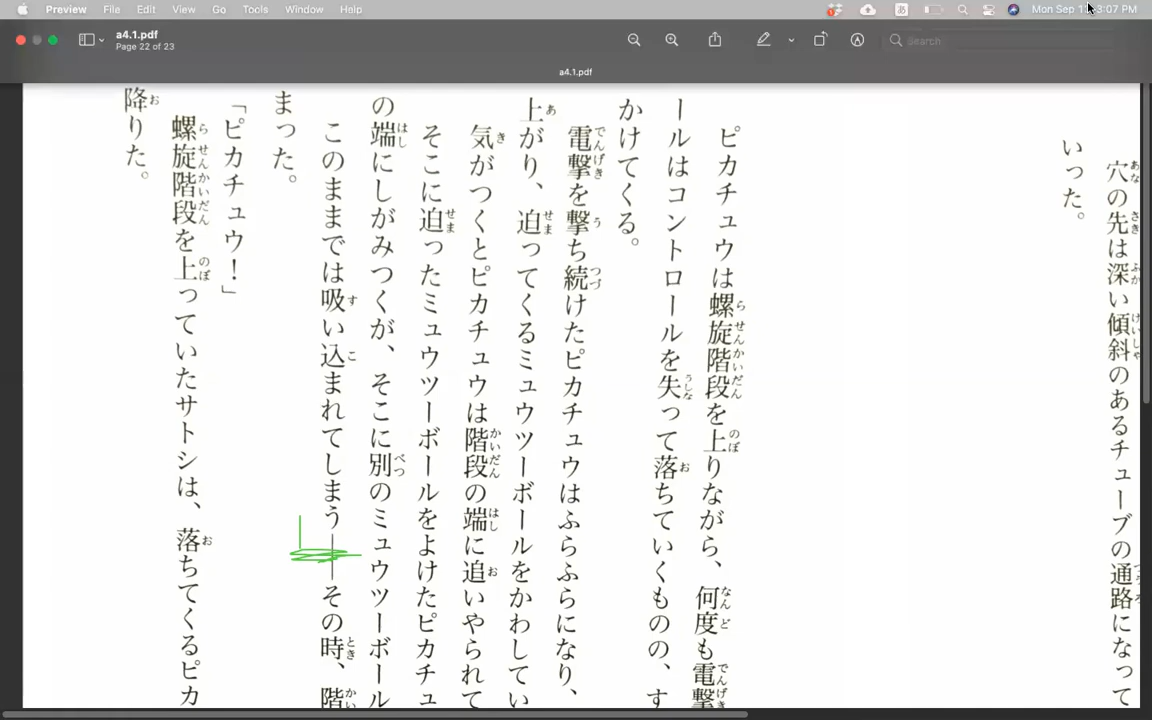 Preview File Edit View Go Tools Window Help
3:07 PM
a4.1.pdf
Page 22 of 23
Search
a4.1.pdf
穴の先は深い傾斜のあるチューブの通路になって
いった。
ピカチュウは螺旋階段を上りながら、何度も電撃
ールはコントロールを失って落ちていくものの、す
かけてくる。
電撃を撃ち続けたピカチュウはふらふらになり、
上がり、迫ってくるミュウツーボールをかわしてい
気がつくとピカチュウは階段の端に追いやられて
そこに迫ったミュウツーボールをよけたピカチュ
の端にしがみつくが、そこに別のミュウツーボール
このままでは吸い込まれてしまう──その時、階
まった。
「ピカチュウ！」
螺旋階段を上っていたサトシは、落ちてくるピカ
降りた。